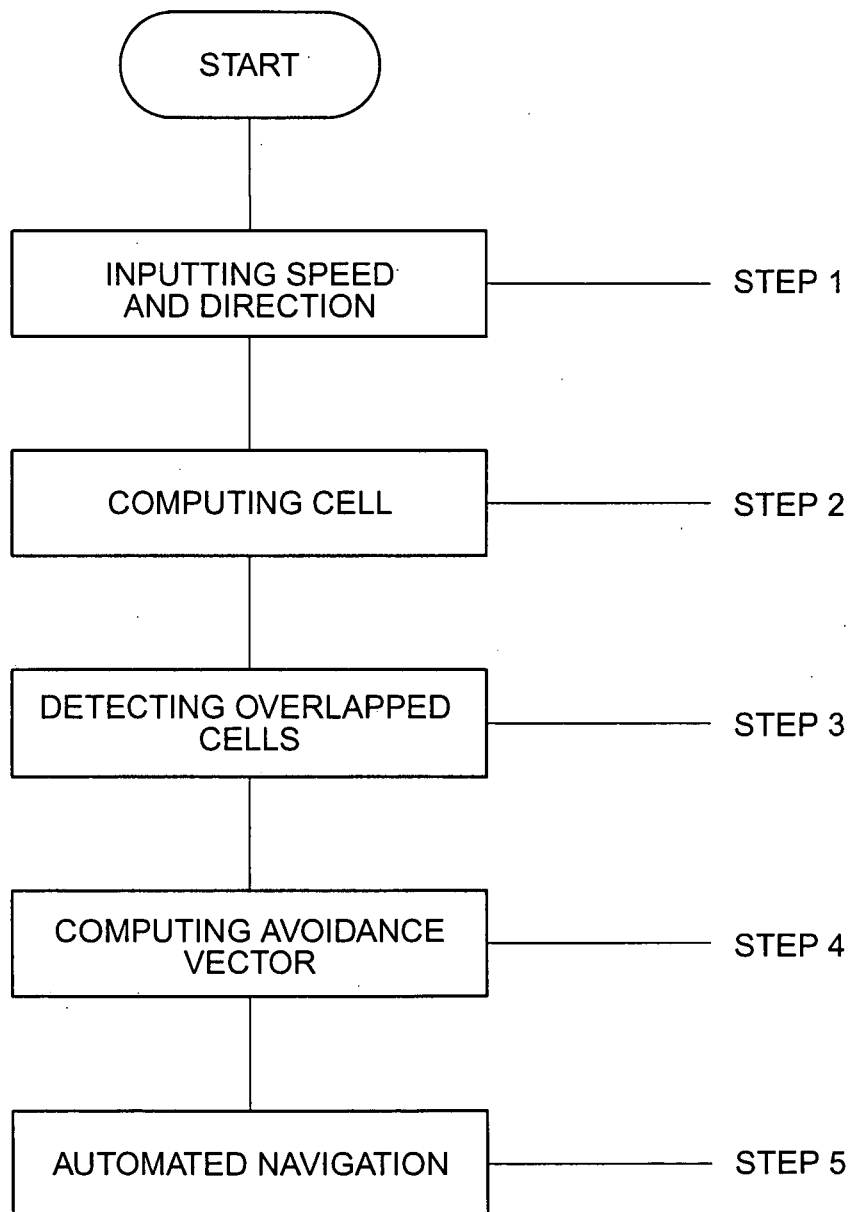 START
INPUTTING SPEED
AND DIRECTION
STEP 1
COMPUTING CELL
STEP 2
DETECTING OVERLAPPED
CELLS
STEP 3
COMPUTING AVOIDANCE
VECTOR
STEP 4
AUTOMATED NAVIGATION
STEP 5